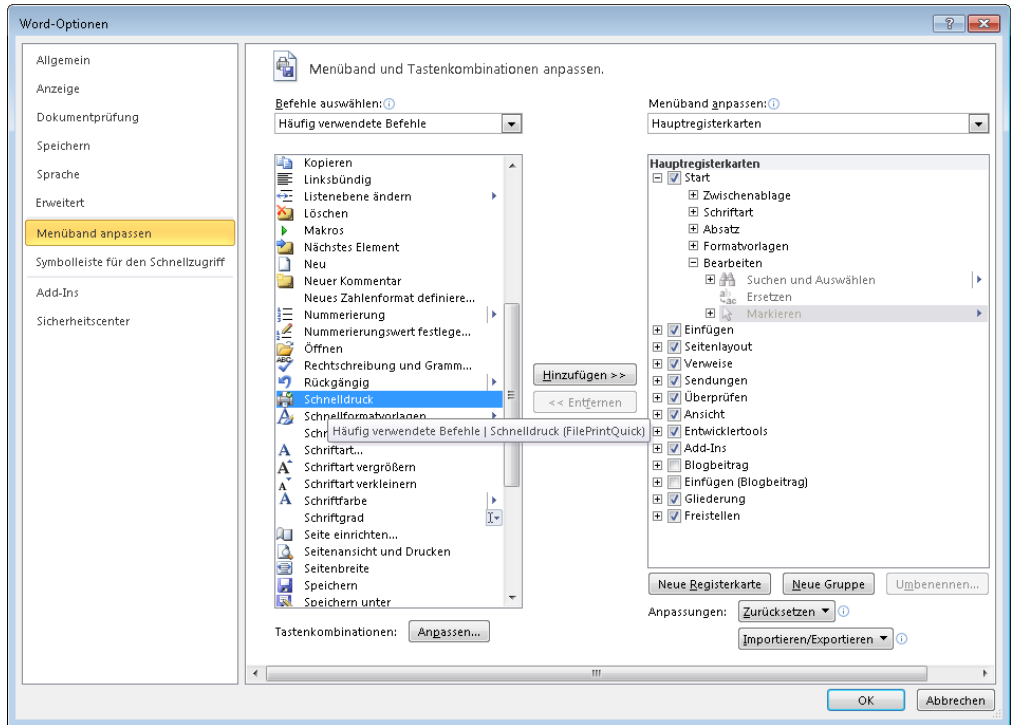 Word-Optionen
Allgemein
Anzeige
Dokumentprüfung
Speichern
Sprache
Erweitert
Menüband anpassen
Symbolleiste für den Schnellzugriff
Add-Ins
Sicherheitscenter
Menüband und Tastenkombinationen anpassen.
Befehle auswählen:
Häufig verwendete Befehle
Kopieren
Linksbündig
Listenebene ändern
Löschen
Makros
Nächstes Element
Neu
Neuer Kommentar
Neues Zahlenformat definiere...
Nummerierung
Nummerierungswert festlege...
Öffnen
Rechtschreibung und Gramm...
Rückgängig
Schnelldruck
Schnellformatvorlagen
Häufig verwendete Befehle | Schnelldruck (FilePrintQuick)
Schriftart...
Schriftart vergrößern
Schriftart verkleinern
Schriftfarbe
Schriftgrad
Seite einrichten...
Seitenansicht und Drucken
Seitenbreite
Speichern
Speichern unter
Tastenkombinationen: Anpassen...
Hinzufügen >>
<< Entfernen
Menüband anpassen:
Hauptregisterkarten
Hauptregisterkarten
Start
Zwischenablage
Schriftart
Absatz
Formatvorlagen
Bearbeiten
Suchen und Auswählen
Ersetzen
Markieren
Einfügen
Seitenlayout
Verweise
Sendungen
Überprüfen
Ansicht
Entwicklertools
Add-Ins
Blogbeitrag
Einfügen (Blogbeitrag)
Gliederung
Freistellen
Neue Registerkarte Neue Gruppe Umbenennen...
Anpassungen: Zurücksetzen
Importieren/Exportieren
OK Abbrechen